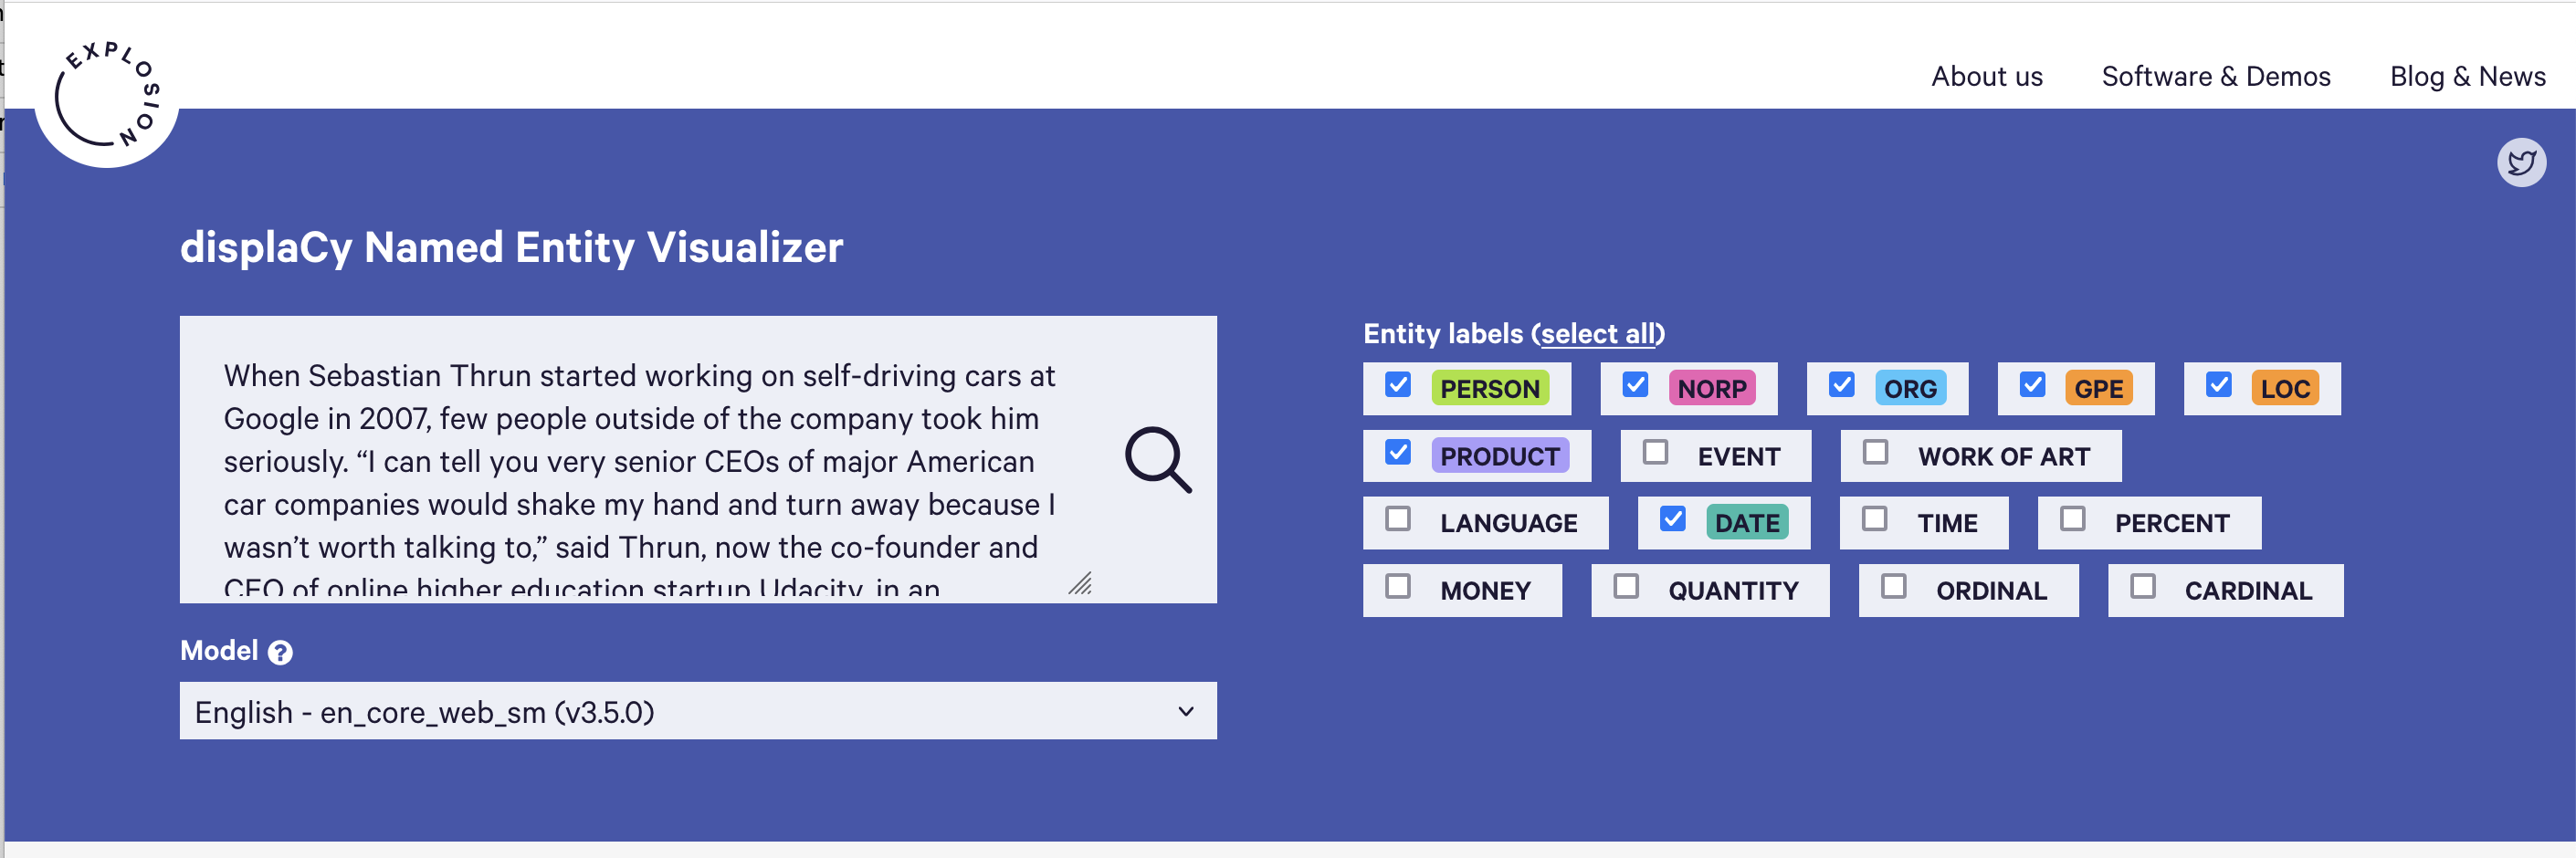 EXPLOSION
About us
Software & Demos
Blog & News
displaCy Named Entity Visualizer
When Sebastian Thrun started working on self-driving cars at
Google in 2007, few people outside of the company took him
seriously. “I can tell you very senior CEOs of major American
car companies would shake my hand and turn away because I
wasn’t worth talking to,” said Thrun, now the co-founder and
CEO of online higher education startup Udacity, in an
Model ?
English - en_core_web_sm (v3.5.0)
Entity labels (select all)
PERSON NORP ORG GPE LOC
PRODUCT EVENT WORK OF ART
LANGUAGE DATE TIME PERCENT
MONEY QUANTITY ORDINAL CARDINAL